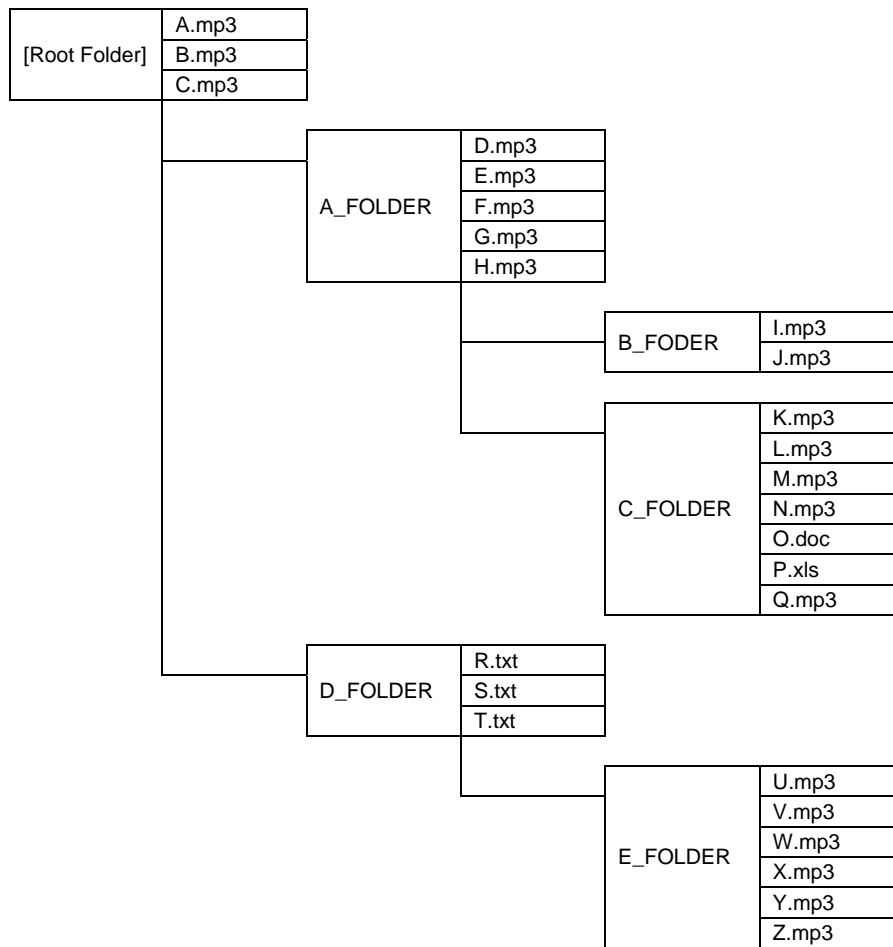 [Root Folder]
A.mp3
B.mp3
C.mp3
A_FOLDER
D.mp3
E.mp3
F.mp3
G.mp3
H.mp3
B_FODER
I.mp3
J.mp3
C_FOLDER
K.mp3
L.mp3
M.mp3
N.mp3
O.doc
P.xls
Q.mp3
D_FOLDER
R.txt
S.txt
T.txt
E_FOLDER
U.mp3
V.mp3
W.mp3
X.mp3
Y.mp3
Z.mp3